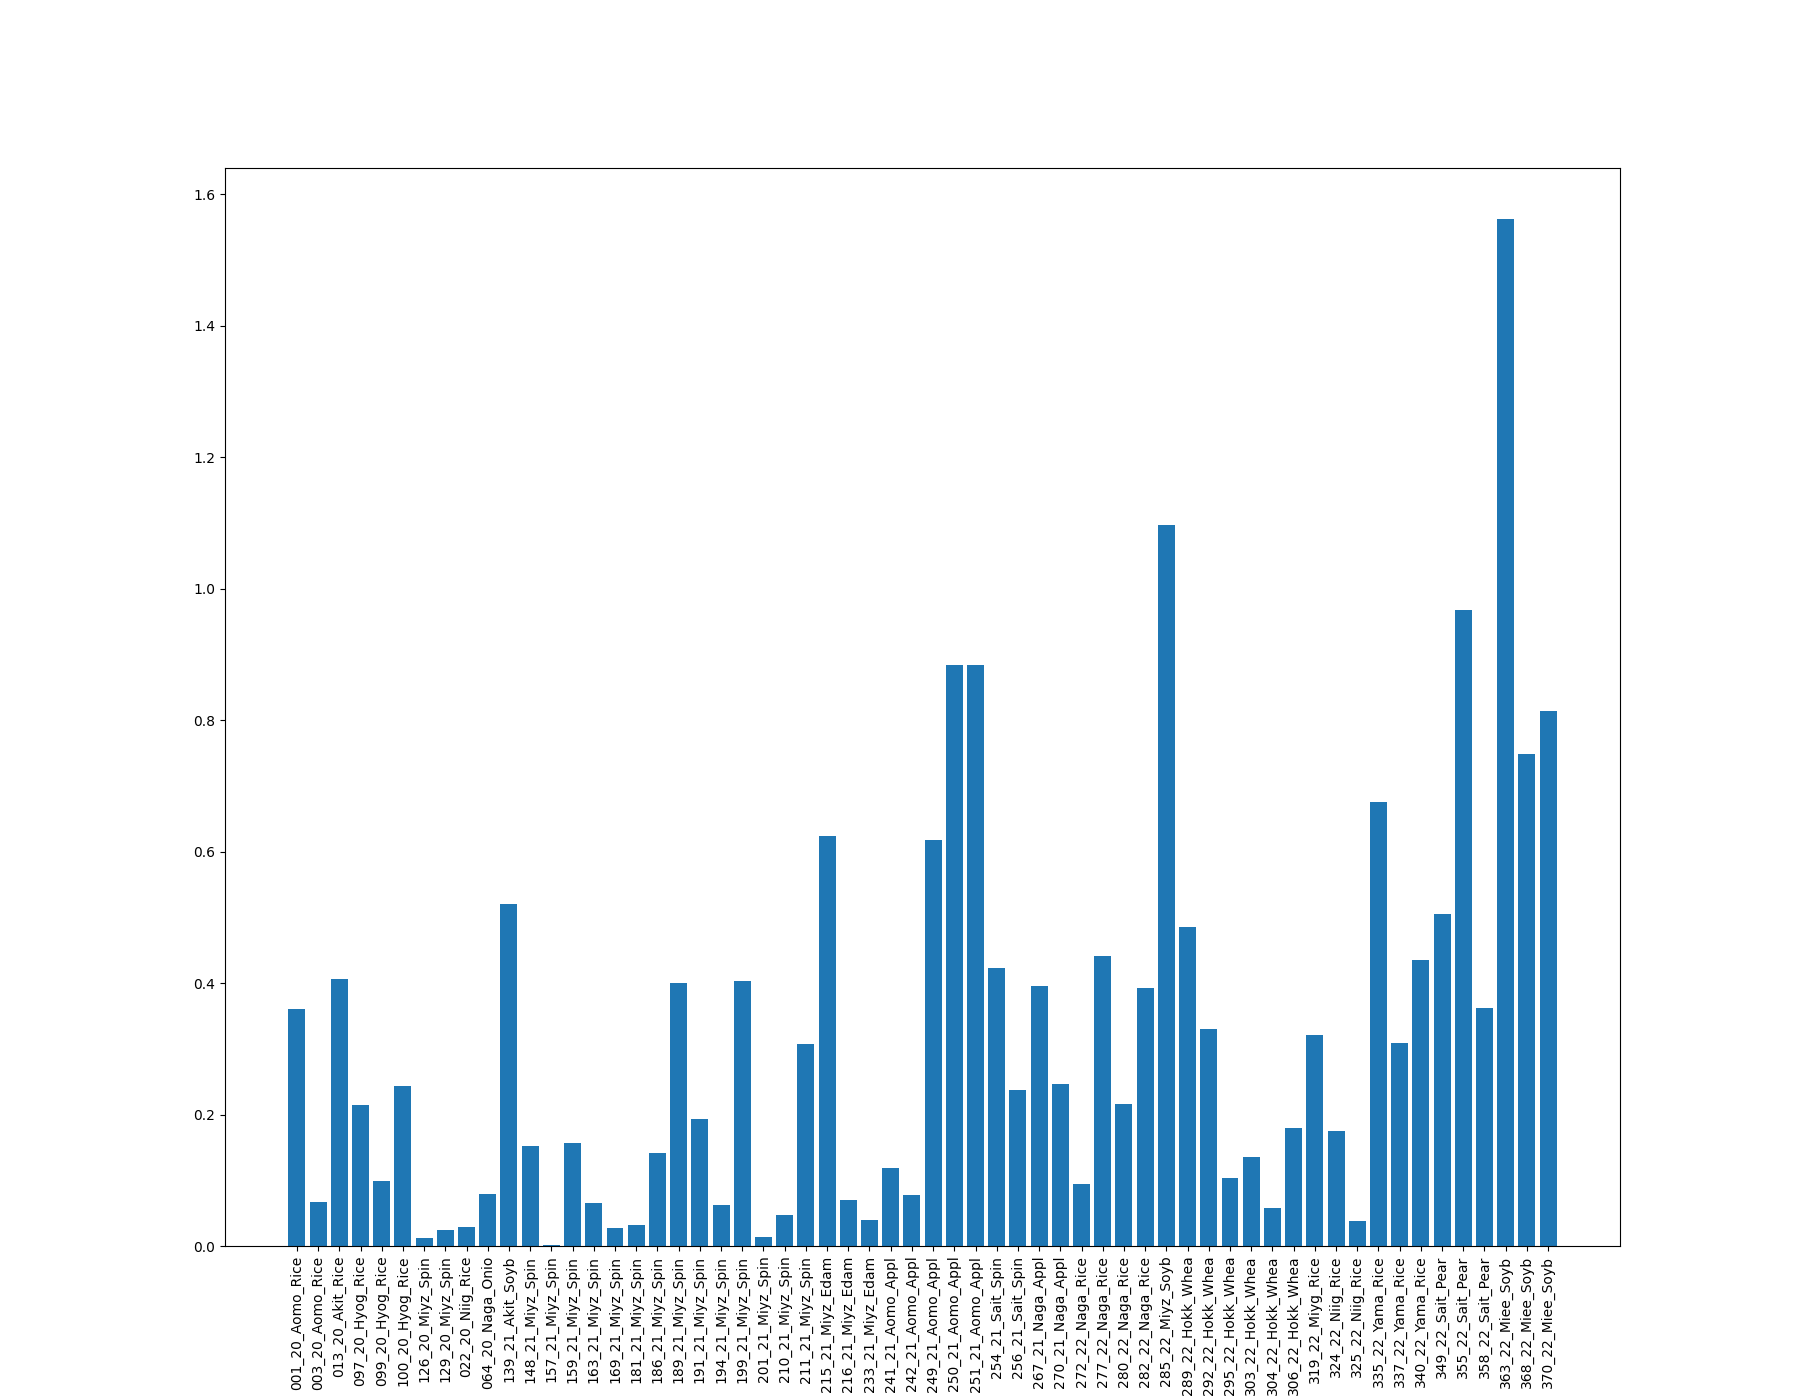 1.6
1.4
1.2
1.0
0.8
0.6
0.4
0.2
0.0
001_20_Aomo_Rice
003_20_Aomo_Rice
013_20_Akit_Rice
097_20_Hyog_Rice
099_20_Hyog_Rice
100_20_Hyog_Rice
126_20_Miyz_Spin
129_20_Miyz_Spin
022_20_Niig_Rice
064_20_Naga_Onio
139_21_Akit_Soyb
148_21_Miyz_Spin
157_21_Miyz_Spin
159_21_Miyz_Spin
163_21_Miyz_Spin
169_21_Miyz_Spin
181_21_Miyz_Spin
186_21_Miyz_Spin
189_21_Miyz_Spin
191_21_Miyz_Spin
194_21_Miyz_Spin
199_21_Miyz_Spin
201_21_Miyz_Spin
210_21_Miyz_Spin
211_21_Miyz_Spin
215_21_Miyz_Edam
216_21_Miyz_Edam
233_21_Miyz_Edam
241_21_Aomo_Appl
242_21_Aomo_Appl
249_21_Aomo_Appl
250_21_Aomo_Appl
251_21_Aomo_Appl
254_21_Sait_Spin
256_21_Sait_Spin
267_21_Naga_Appl
270_21_Naga_Appl
272_22_Naga_Rice
277_22_Naga_Rice
280_22_Naga_Rice
282_22_Naga_Rice
285_22_Miyz_Soyb
289_22_Hokk_Whea
292_22_Hokk_Whea
295_22_Hokk_Whea
303_22_Hokk_Whea
304_22_Hokk_Whea
306_22_Hokk_Whea
319_22_Miyg_Rice
324_22_Niig_Rice
325_22_Niig_Rice
335_22_Yama_Rice
337_22_Yama_Rice
340_22_Yama_Rice
349_22_Sait_Pear
355_22_Sait_Pear
358_22_Sait_Pear
363_22_Miee_Soyb
368_22_Miee_Soyb
370_22_Miee_Soyb